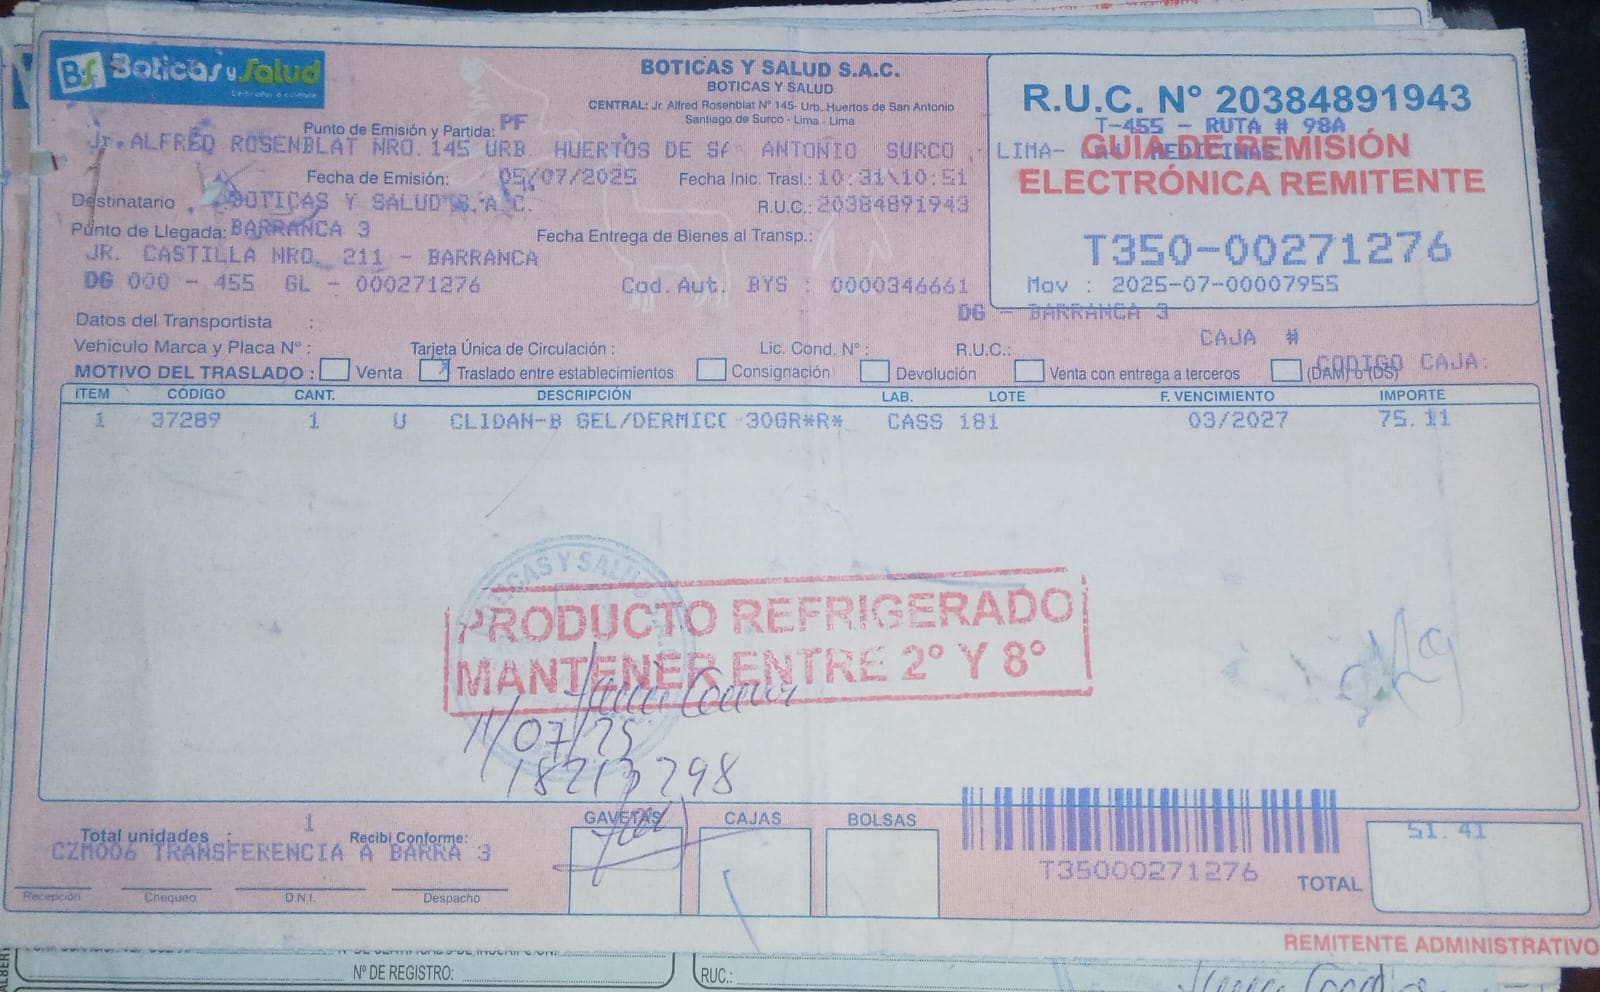 BS Boticas y Salud
BOTICAS Y SALUD S.A.C.
BOTICAS Y SALUD
CENTRAL: Jr. Alfred Rosenblat N° 145- Urb. Huertos de San Antonio
Santiago de Surco - Lima - Lima
R.U.C. N° 20384891943
T-455 - RUTA # 98A
GUÍA DE REMISIÓN
ELECTRÓNICA REMITENTE
T350-00271276
Mov : 2025-07-00007955
Punto de Emisión y Partida: PF
Jr. ALFRED ROSENBLAT NRO. 145 URB. HUERTOS DE SA ANTONIO SURCO - LIMA-
Fecha de Emisión: 05/07/2025 Fecha Inic. Trasl.: 10:31\10:51
Destinatario BOTICAS Y SALUD S.A.C. R.U.C.: 20384891943
Punto de Llegada: BARRANCA 3 Fecha Entrega de Bienes al Transp.:
JR. CASTILLA NRO. 211 - BARRANCA
DG 000 - 455 GL - 000271276 Cod. Aut. BYS : 0000346661
DG - BARRANCA 3
Datos del Transportista :
CAJA #
Vehículo Marca y Placa N° : Tarjeta Única de Circulación : Lic. Cond. N° : R.U.C.:
CODIGO CAJA:
MOTIVO DEL TRASLADO : Venta Traslado entre establecimientos Consignación Devolución Venta con entrega a terceros (DAM) o (DS)
ITEM CÓDIGO CANT. DESCRIPCIÓN LAB. LOTE F. VENCIMIENTO IMPORTE
1 37289 1 U CLIDAN-B GEL/DERMICO 30GR*R* CASS 181 03/2027 75.11
BOTICAS Y SALUD
PRODUCTO REFRIGERADO
MANTENER ENTRE 2° Y 8°
11/07/25
18213298
Total unidades : 1 Recibí Conforme:
CZM006 TRANSFERENCIA A BARRA 3
Recepción Chequeo D.N.I. Despacho
GAVETAS CAJAS BOLSAS
T35000271276
TOTAL 51.41
REMITENTE ADMINISTRATIVO
N° DE REGISTRO: RUC.: